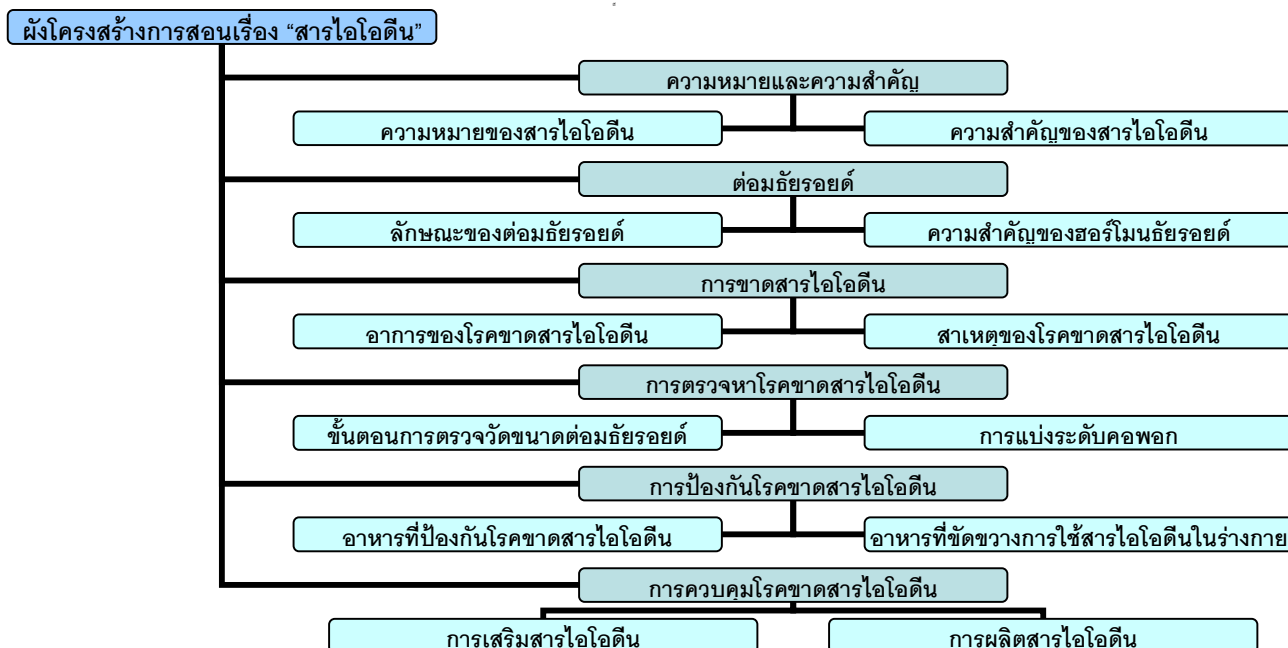 ผังโครงสร้างการสอนเรื่อง “สารไอโอดีน”
ความหมายและความสำคัญ
ความหมายของสารไอโอดีน
ความสำคัญของสารไอโอดีน
ต่อมธัยรอยด์
ลักษณะของต่อมธัยรอยด์
ความสำคัญของฮอร์โมนธัยรอยด์
การขาดสารไอโอดีน
อาการของโรคขาดสารไอโอดีน
สาเหตุของโรคขาดสารไอโอดีน
การตรวจหาโรคขาดสารไอโอดีน
ขั้นตอนการตรวจวัดขนาดต่อมธัยรอยด์
การแบ่งระดับคอพอก
การป้องกันโรคขาดสารไอโอดีน
อาหารที่ป้องกันโรคขาดสารไอโอดีน
อาหารที่ขัดขวางการใช้สารไอโอดีนในร่างกาย
การควบคุมโรคขาดสารไอโอดีน
การเสริมสารไอโอดีน
การผลิตสารไอโอดีน